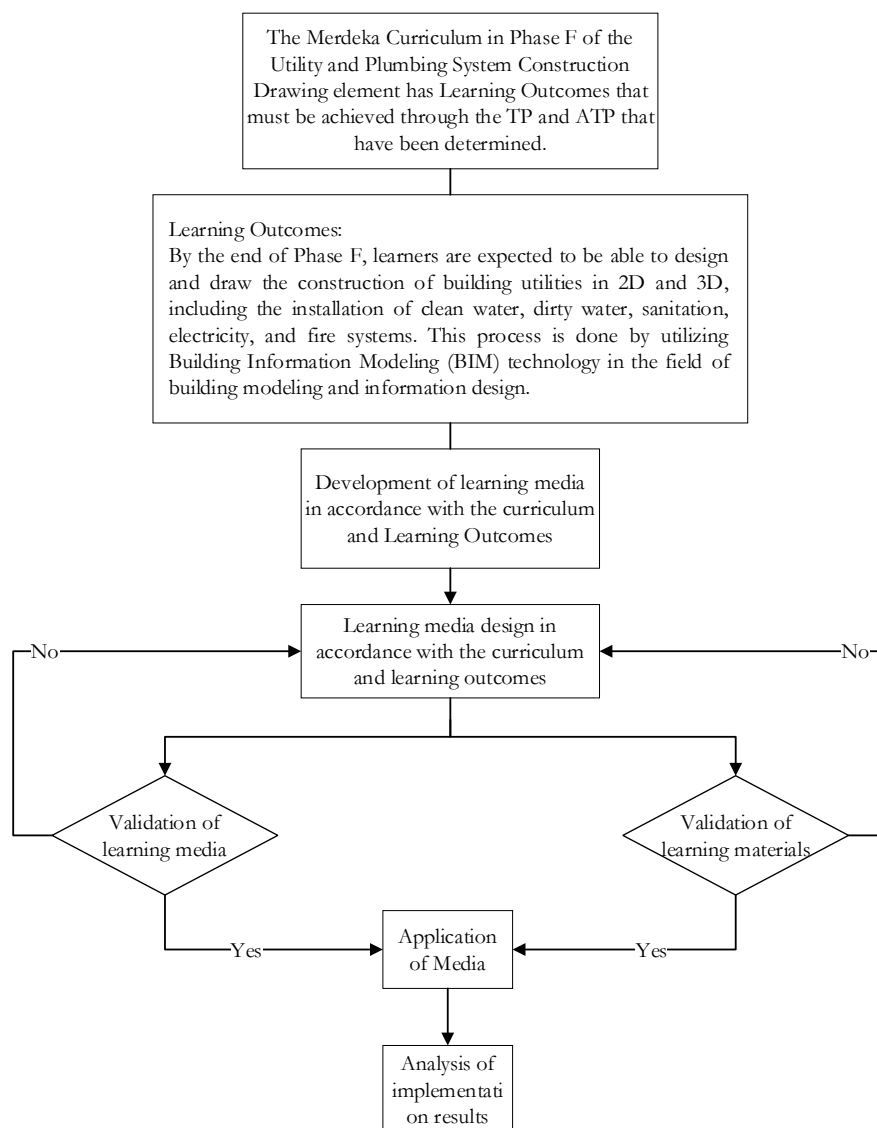 The Merdeka Curriculum in Phase F of the
Utility and Plumbing System Construction
Drawing element has Learning Outcomes that
must be achieved through the TP and ATP that
have been determined.
Learning Outcomes:
By the end of Phase F, learners are expected to be able to design
and draw the construction of building utilities in 2D and 3D,
including the installation of clean water, dirty water, sanitation,
electricity, and fire systems. This process is done by utilizing
Building Information Modeling (BIM) technology in the field of
building modeling and information design.
Development of learning media
in accordance with the curriculum
and Learning Outcomes
Learning media design in
accordance with the curriculum
and learning outcomes
No
No
Validation of
learning media
Validation of
learning materials
Yes
Yes
Application
of Media
Analysis of
implementati
on results